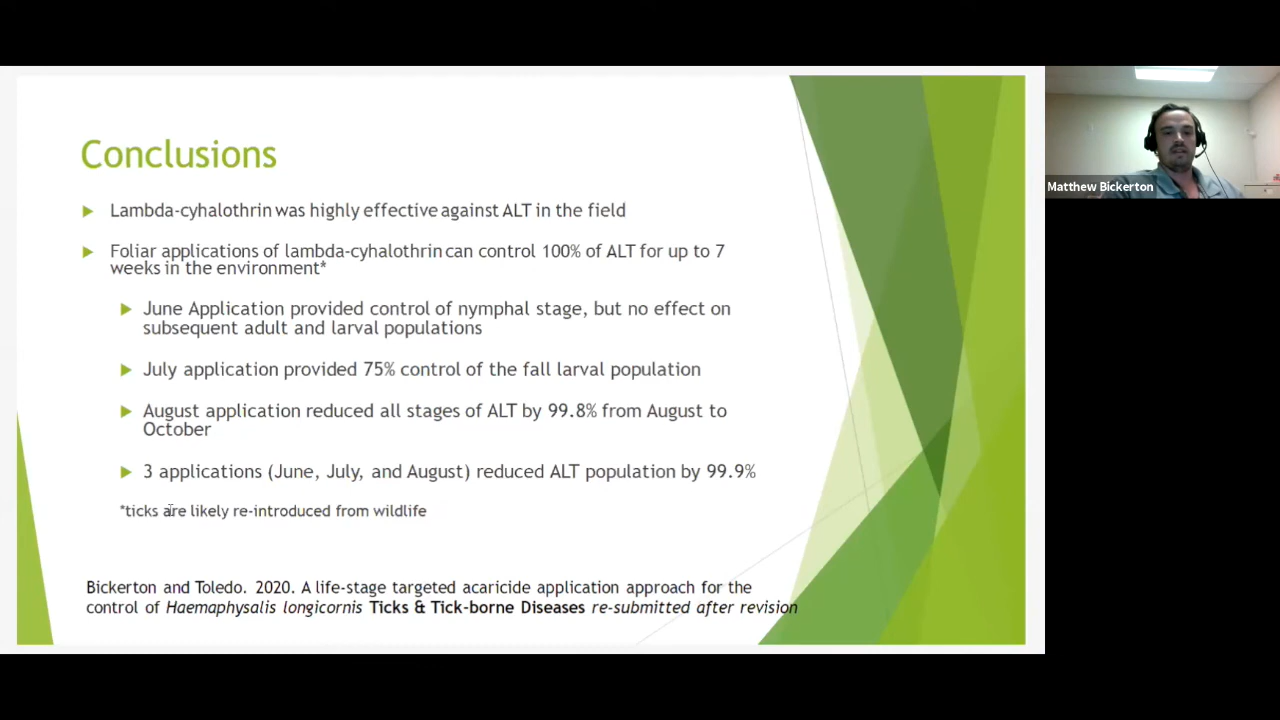 Conclusions
Lambda-cyhalothrin was highly effective against ALT in the field
Foliar applications of lambda-cyhalothrin can control 100% of ALT for up to 7
weeks in the environment*
June Application provided control of nymphal stage, but no effect on
subsequent adult and larval populations
July application provided 75% control of the fall larval population
August application reduced all stages of ALT by 99.8% from August to
October
3 applications (June, July, and August) reduced ALT population by 99.9%
*ticks are likely re-introduced from wildlife
Bickerton and Toledo. 2020. A life-stage targeted acaricide application approach for the
control of Haemaphysalis longicornis Ticks & Tick-borne Diseases re-submitted after revision
Matthew Bickerton